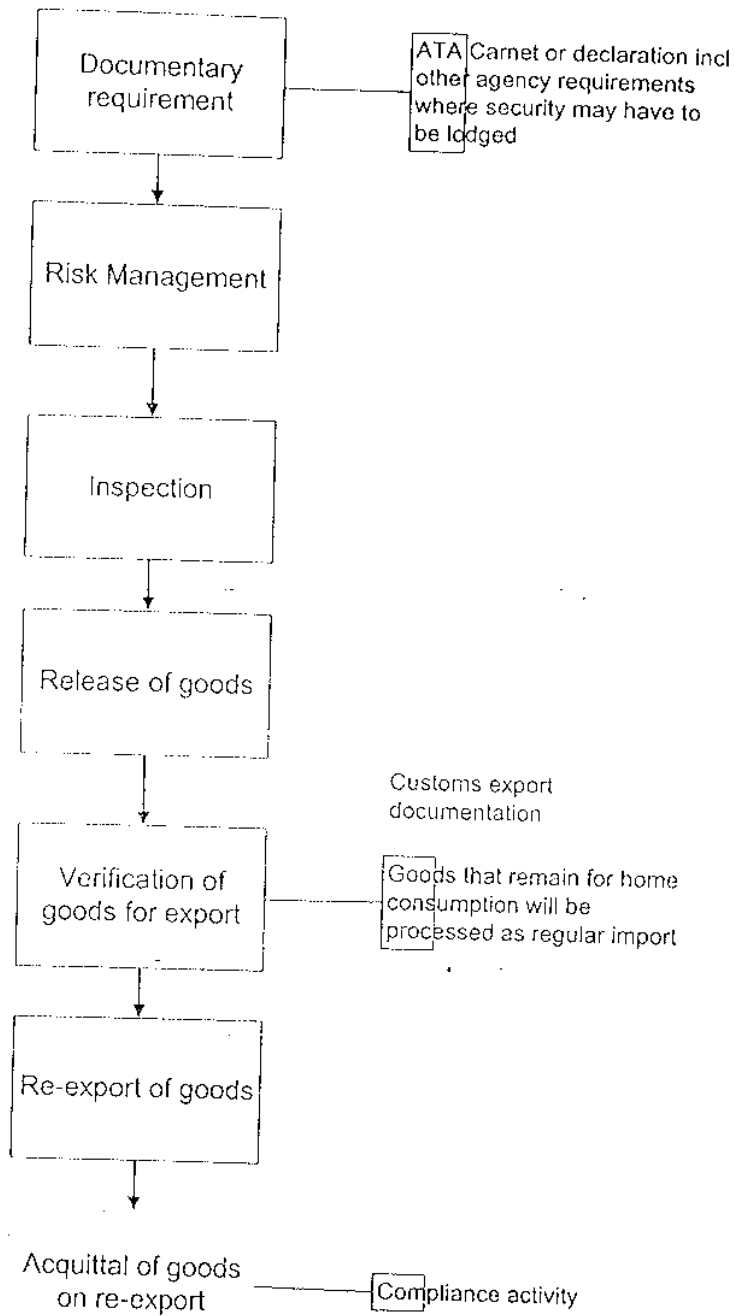 Documentary
requirement
ATA Carnet or declaration incl
other agency requirements
where security may have to
be lodged
Risk Management
Inspection
Release of goods
Customs export
documentation
Verification of
goods for export
Goods that remain for home
consumption will be
processed as regular import
Re-export of goods
Acquittal of goods
on re-export
Compliance activity